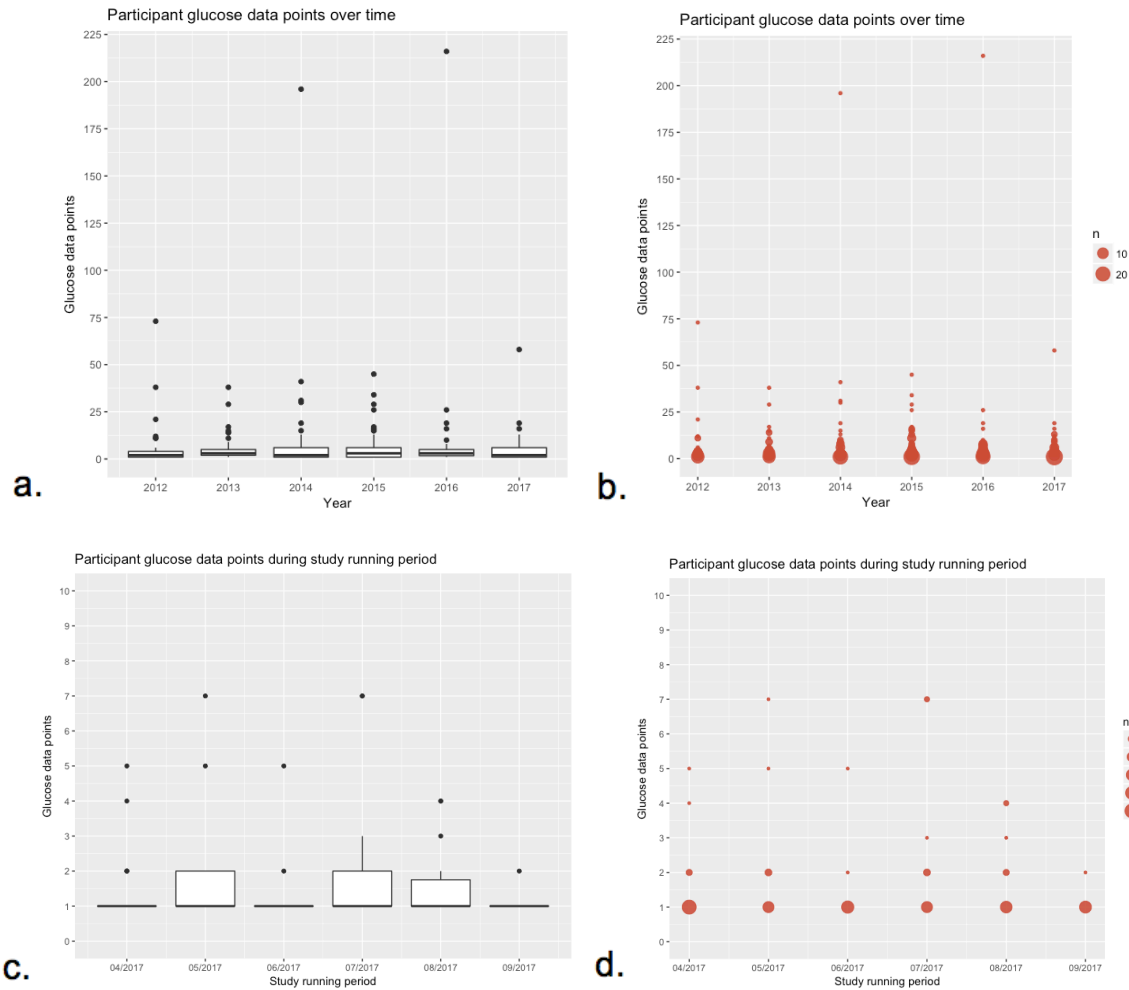 Participant glucose data points over time
225
200
175
150
125
100
75
50
25
0
Glucose data points
2012 2013 2014 2015 2016 2017
Year
a.
Participant glucose data points over time
225
200
175
150
125
100
75
50
25
0
Glucose data points
2012 2013 2014 2015 2016 2017
Year
n
10
20
b.
Participant glucose data points during study running period
10
9
8
7
6
5
4
3
2
1
0
Glucose data points
04/2017 05/2017 06/2017 07/2017 08/2017 09/2017
Study running period
c.
Participant glucose data points during study running period
10
9
8
7
6
5
4
3
2
1
0
Glucose data points
04/2017 05/2017 06/2017 07/2017 08/2017 09/2017
Study running period
n
d.